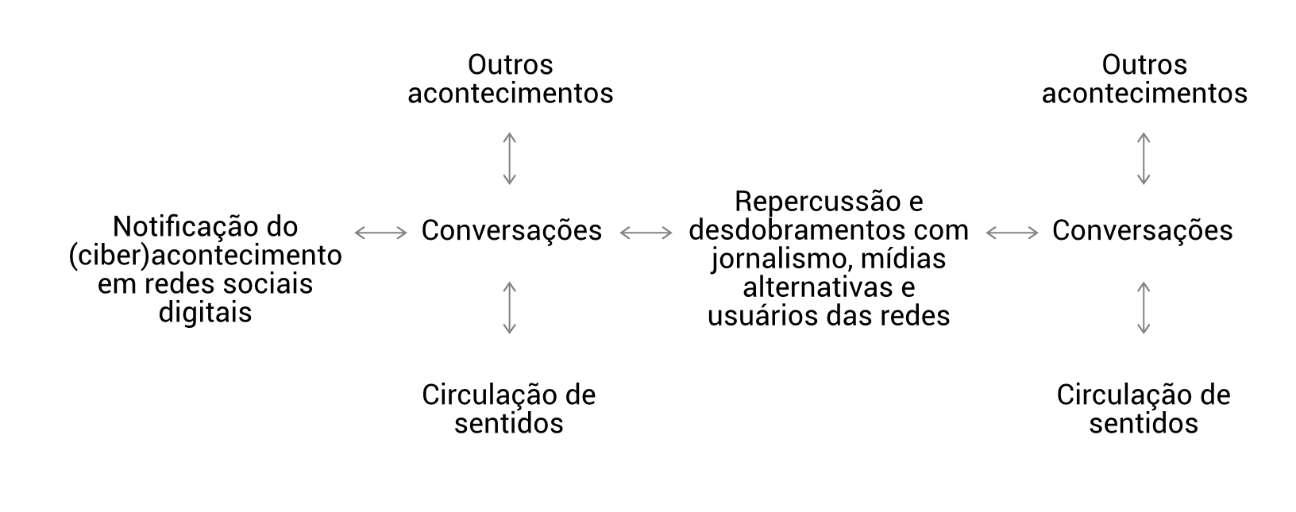 Outros
acontecimentos
Outros
acontecimentos
Notificação do
(ciber)acontecimento
em redes sociais
digitais
Conversações
Repercussão e
desdobramentos com
jornalismo, mídias
alternativas e
usuários das redes
Conversações
Circulação de
sentidos
Circulação de
sentidos